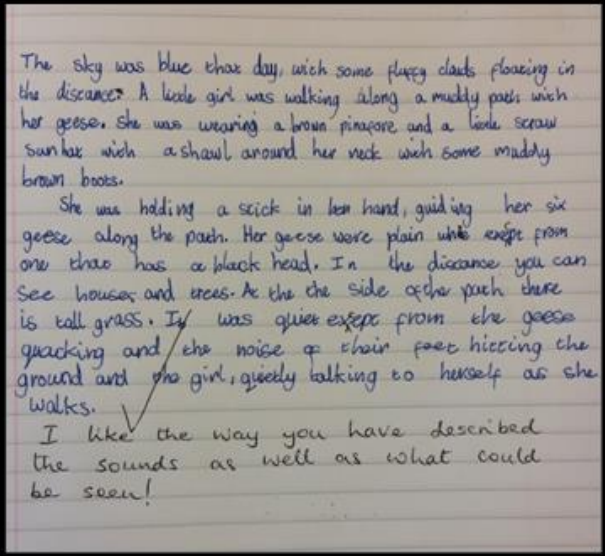 The sky was blue that day, with some fluffy clouds floating in
the distance. A little girl was walking along a muddy path with
her geese. She was wearing a brown pinafore and a little straw
sunhat with a shawl around her neck with some muddy
brown boots.
She was holding a stick in her hand, guiding her six
geese along the path. Her geese were plain white exept from
one that has a black head. In the distance you can
see houses and trees. At the the side of the path there
is tall grass. It was quiet exsept from the geese
quacking and the noise of their feet hitting the
ground and the girl, quietly talking to herself as she
walks.
I like the way you have described
the sounds as well as what could
be seen!